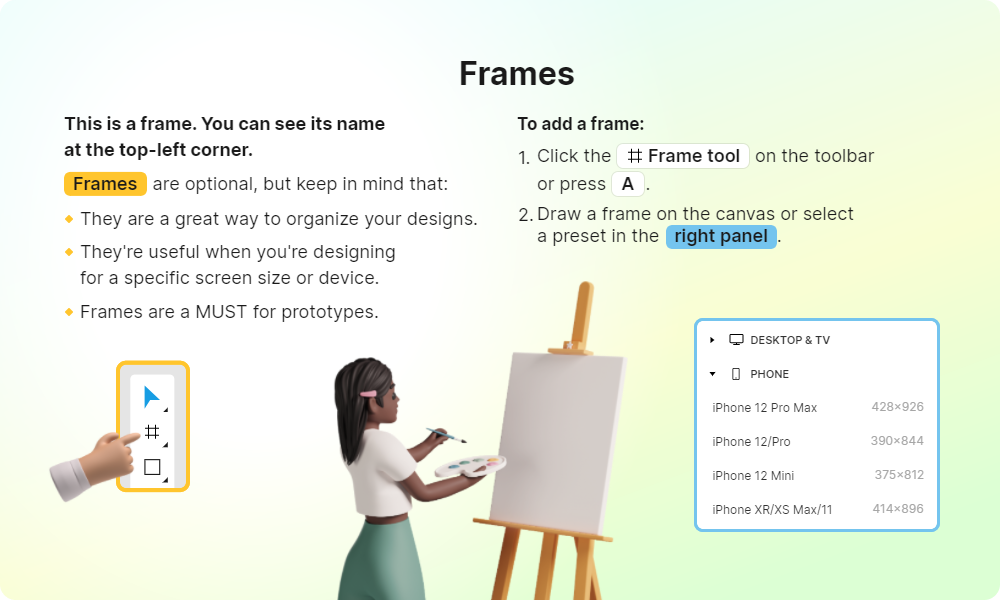 Frames
This is a frame. You can see its name
at the top-left corner.
Frames are optional, but keep in mind that:
They are a great way to organize your designs.
They're useful when you're designing
for a specific screen size or device.
Frames are a MUST for prototypes.
To add a frame:
1. Click the Frame tool on the toolbar
or press A.
2. Draw a frame on the canvas or select
a preset in the right panel.
DESKTOP & TV
PHONE
iPhone 12 Pro Max 428×926
iPhone 12/Pro 390×844
iPhone 12 Mini 375×812
iPhone XR/XS Max/11 414×896